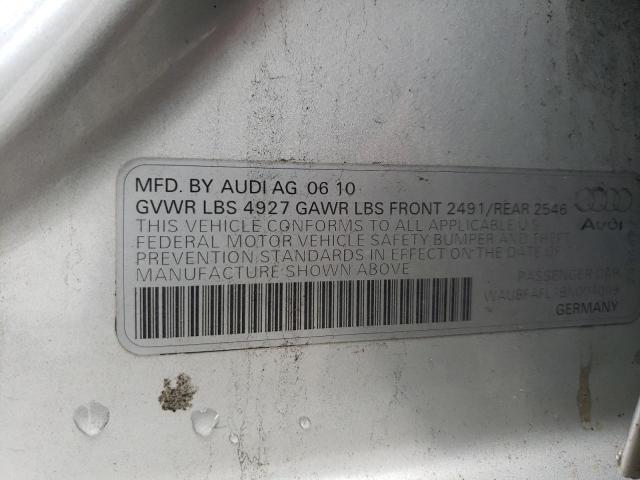 MFD. BY AUDI AG 06 10
GVWR LBS 4927 GAWR LBS FRONT 2491/REAR 2546
THIS VEHICLE CONFORMS TO ALL APPLICABLE U.S.
FEDERAL MOTOR VEHICLE SAFETY BUMPER AND THEFT
PREVENTION STANDARDS IN EFFECT ON THE DATE OF
MANUFACTURE SHOWN ABOVE
Audi
PASSENGER CAR
GERMANY